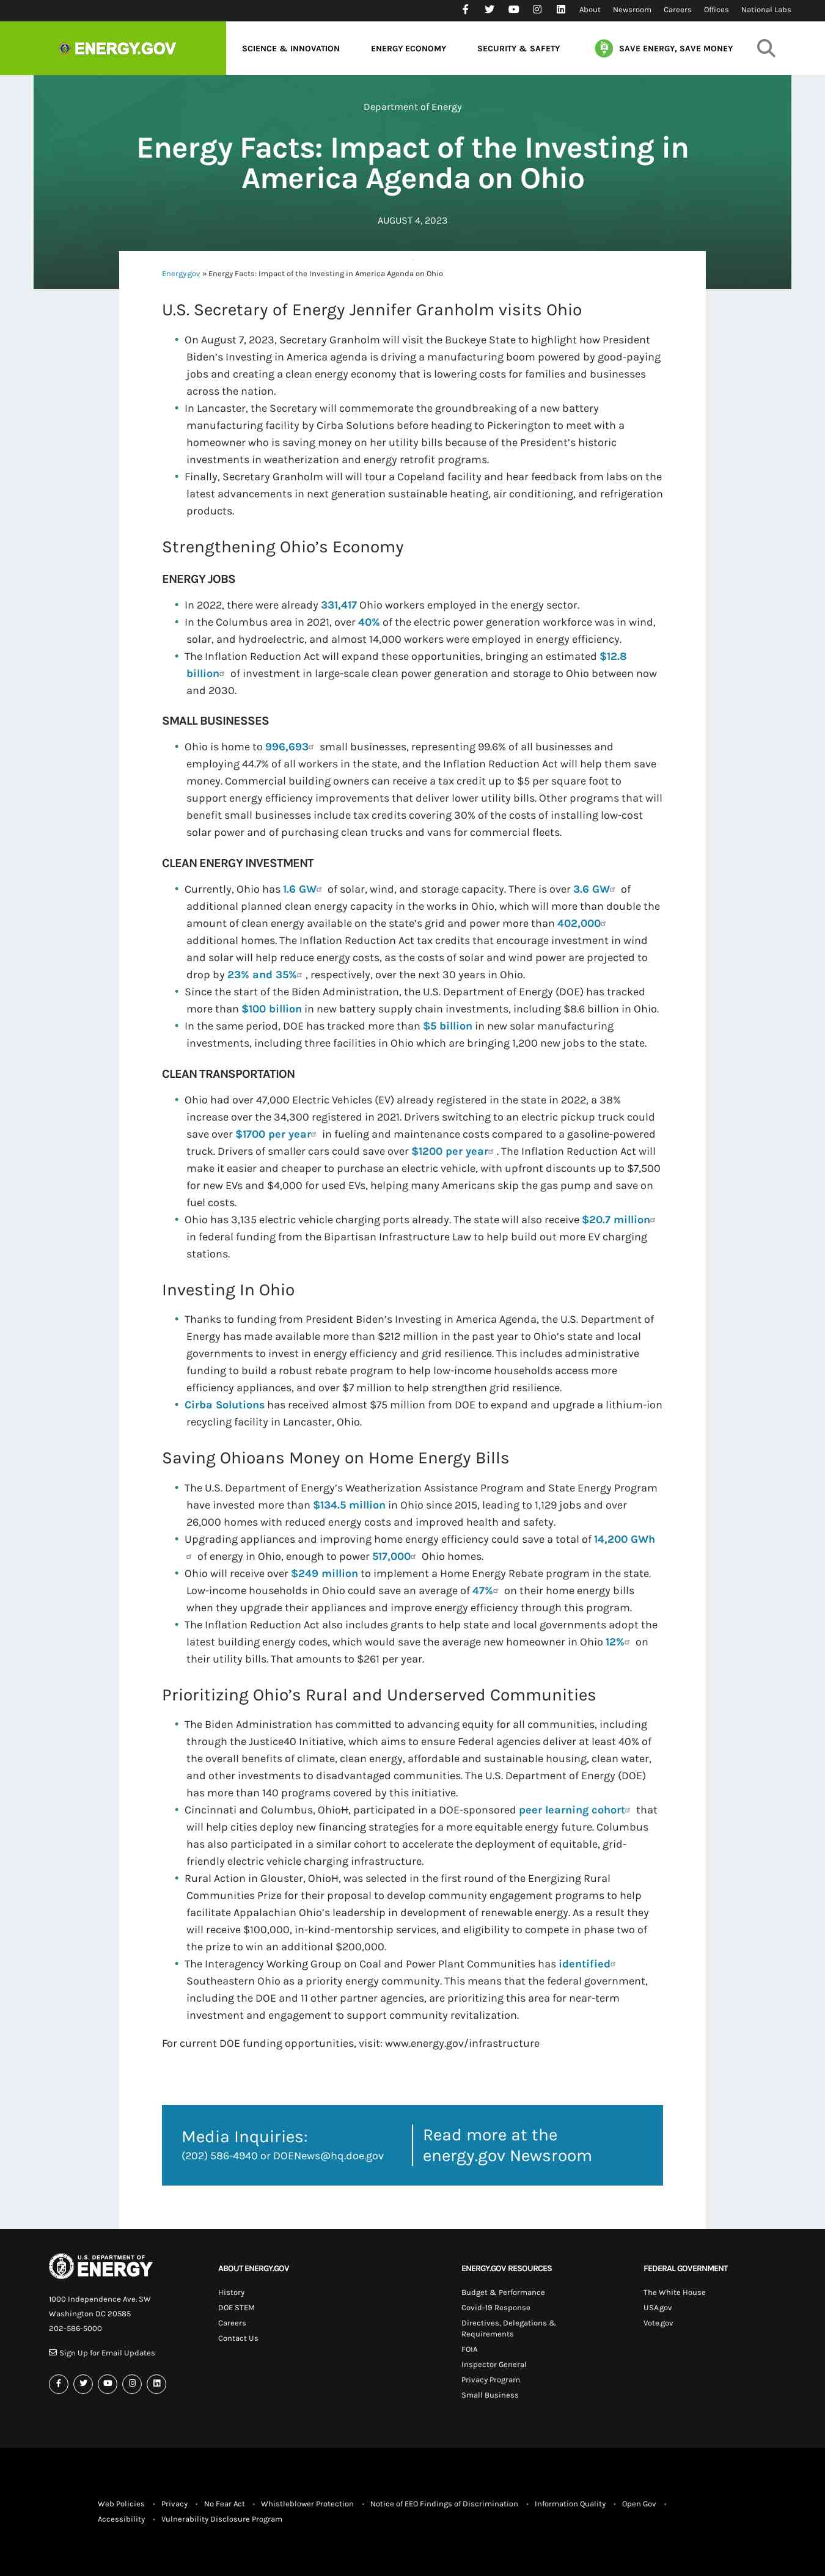 About Newsroom Careers Offices National Labs
ENERGY.GOV
SCIENCE & INNOVATION ENERGY ECONOMY SECURITY & SAFETY SAVE ENERGY, SAVE MONEY
Department of Energy
Energy Facts: Impact of the Investing in
America Agenda on Ohio
AUGUST 4, 2023
Energy.gov » Energy Facts: Impact of the Investing in America Agenda on Ohio
U.S. Secretary of Energy Jennifer Granholm visits Ohio
• On August 7, 2023, Secretary Granholm will visit the Buckeye State to highlight how President
Biden's Investing in America agenda is driving a manufacturing boom powered by good-paying
jobs and creating a clean energy economy that is lowering costs for families and businesses
across the nation.
• In Lancaster, the Secretary will commemorate the groundbreaking of a new battery
manufacturing facility by Cirba Solutions before heading to Pickerington to meet with a
homeowner who is saving money on her utility bills because of the President's historic
investments in weatherization and energy retrofit programs.
• Finally, Secretary Granholm will will tour a Copeland facility and hear feedback from labs on the
latest advancements in next generation sustainable heating, air conditioning, and refrigeration
products.
Strengthening Ohio's Economy
ENERGY JOBS
• In 2022, there were already 331,417 Ohio workers employed in the energy sector.
• In the Columbus area in 2021, over 40% of the electric power generation workforce was in wind,
solar, and hydroelectric, and almost 14,000 workers were employed in energy efficiency.
• The Inflation Reduction Act will expand these opportunities, bringing an estimated $12.8
billion of investment in large-scale clean power generation and storage to Ohio between now
and 2030.
SMALL BUSINESSES
• Ohio is home to 996,693 small businesses, representing 99.6% of all businesses and
employing 44.7% of all workers in the state, and the Inflation Reduction Act will help them save
money. Commercial building owners can receive a tax credit up to $5 per square foot to
support energy efficiency improvements that deliver lower utility bills. Other programs that will
benefit small businesses include tax credits covering 30% of the costs of installing low-cost
solar power and of purchasing clean trucks and vans for commercial fleets.
CLEAN ENERGY INVESTMENT
• Currently, Ohio has 1.6 GW of solar, wind, and storage capacity. There is over 3.6 GW of
additional planned clean energy capacity in the works in Ohio, which will more than double the
amount of clean energy available on the state's grid and power more than 402,000
additional homes. The Inflation Reduction Act tax credits that encourage investment in wind
and solar will help reduce energy costs, as the costs of solar and wind power are projected to
drop by 23% and 35% , respectively, over the next 30 years in Ohio.
• Since the start of the Biden Administration, the U.S. Department of Energy (DOE) has tracked
more than $100 billion in new battery supply chain investments, including $8.6 billion in Ohio.
• In the same period, DOE has tracked more than $5 billion in new solar manufacturing
investments, including three facilities in Ohio which are bringing 1,200 new jobs to the state.
CLEAN TRANSPORTATION
• Ohio had over 47,000 Electric Vehicles (EV) already registered in the state in 2022, a 38%
increase over the 34,300 registered in 2021. Drivers switching to an electric pickup truck could
save over $1700 per year in fueling and maintenance costs compared to a gasoline-powered
truck. Drivers of smaller cars could save over $1200 per year . The Inflation Reduction Act will
make it easier and cheaper to purchase an electric vehicle, with upfront discounts up to $7,500
for new EVs and $4,000 for used EVs, helping many Americans skip the gas pump and save on
fuel costs.
• Ohio has 3,135 electric vehicle charging ports already. The state will also receive $20.7 million
in federal funding from the Bipartisan Infrastructure Law to help build out more EV charging
stations.
Investing In Ohio
• Thanks to funding from President Biden's Investing in America Agenda, the U.S. Department of
Energy has made available more than $212 million in the past year to Ohio's state and local
governments to invest in energy efficiency and grid resilience. This includes administrative
funding to build a robust rebate program to help low-income households access more
efficiency appliances, and over $7 million to help strengthen grid resilience.
• Cirba Solutions has received almost $75 million from DOE to expand and upgrade a lithium-ion
recycling facility in Lancaster, Ohio.
Saving Ohioans Money on Home Energy Bills
• The U.S. Department of Energy's Weatherization Assistance Program and State Energy Program
have invested more than $134.5 million in Ohio since 2015, leading to 1,129 jobs and over
26,000 homes with reduced energy costs and improved health and safety.
• Upgrading appliances and improving home energy efficiency could save a total of 14,200 GWh
of energy in Ohio, enough to power 517,000 Ohio homes.
• Ohio will receive over $249 million to implement a Home Energy Rebate program in the state.
Low-income households in Ohio could save an average of 47% on their home energy bills
when they upgrade their appliances and improve energy efficiency through this program.
• The Inflation Reduction Act also includes grants to help state and local governments adopt the
latest building energy codes, which would save the average new homeowner in Ohio 12% on
their utility bills. That amounts to $261 per year.
Prioritizing Ohio's Rural and Underserved Communities
• The Biden Administration has committed to advancing equity for all communities, including
through the Justice40 Initiative, which aims to ensure Federal agencies deliver at least 40% of
the overall benefits of climate, clean energy, affordable and sustainable housing, clean water,
and other investments to disadvantaged communities. The U.S. Department of Energy (DOE)
has more than 140 programs covered by this initiative.
• Cincinnati and Columbus, OhioH, participated in a DOE-sponsored peer learning cohort that
will help cities deploy new financing strategies for a more equitable energy future. Columbus
has also participated in a similar cohort to accelerate the deployment of equitable, grid-
friendly electric vehicle charging infrastructure.
• Rural Action in Glouster, OhioH, was selected in the first round of the Energizing Rural
Communities Prize for their proposal to develop community engagement programs to help
facilitate Appalachian Ohio's leadership in development of renewable energy. As a result they
will receive $100,000, in-kind-mentorship services, and eligibility to compete in phase two of
the prize to win an additional $200,000.
• The Interagency Working Group on Coal and Power Plant Communities has identified
Southeastern Ohio as a priority energy community. This means that the federal government,
including the DOE and 11 other partner agencies, are prioritizing this area for near-term
investment and engagement to support community revitalization.
For current DOE funding opportunities, visit: www.energy.gov/infrastructure
Media Inquiries:
(202) 586-4940 or DOENews@hq.doe.gov
Read more at the
energy.gov Newsroom
U.S. DEPARTMENT OF
ENERGY
1000 Independence Ave. SW
Washington DC 20585
202-586-5000
Sign Up for Email Updates
ABOUT ENERGY.GOV
History
DOE STEM
Careers
Contact Us
ENERGY.GOV RESOURCES
Budget & Performance
Covid-19 Response
Directives, Delegations &
Requirements
FOIA
Inspector General
Privacy Program
Small Business
FEDERAL GOVERNMENT
The White House
USA.gov
Vote.gov
Web Policies • Privacy • No Fear Act • Whistleblower Protection • Notice of EEO Findings of Discrimination • Information Quality • Open Gov •
Accessibility • Vulnerability Disclosure Program